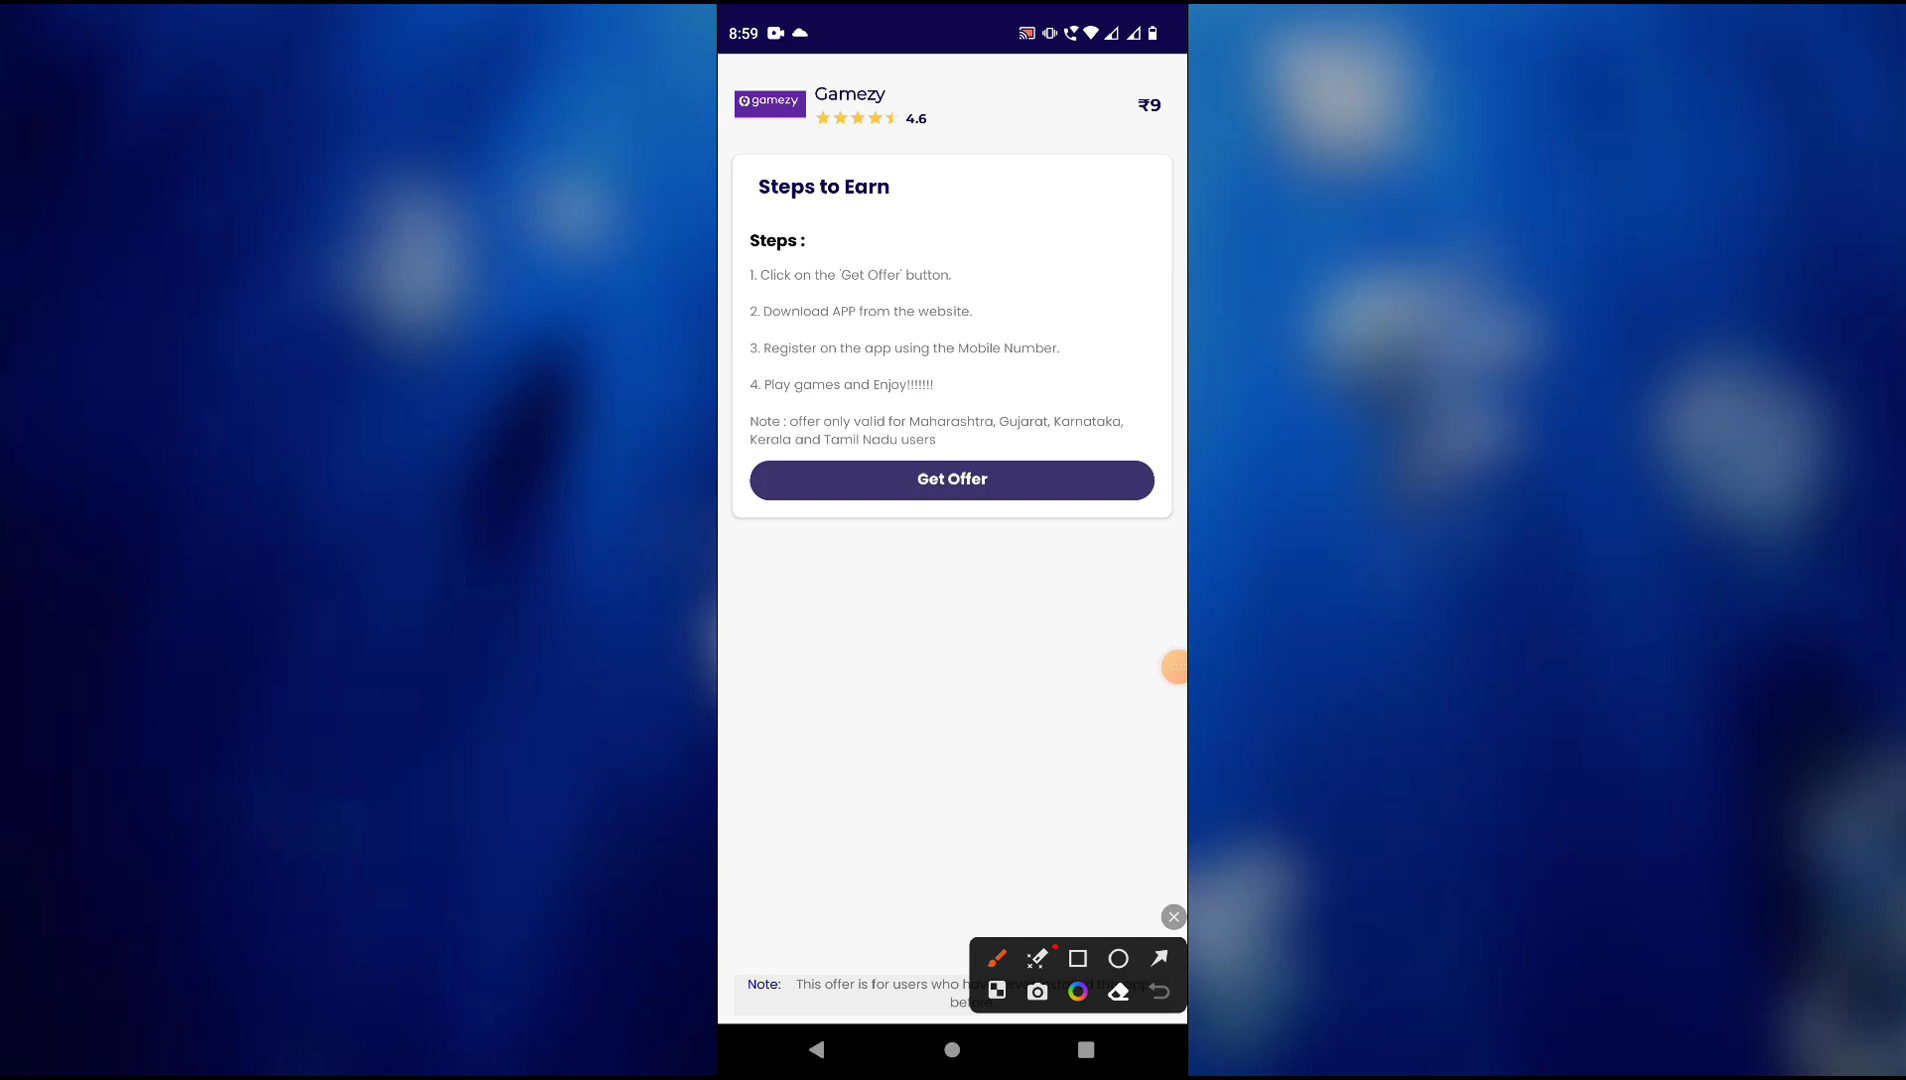 8:59
gamezy
Gamezy
4.6
₹9
Steps to Earn
Steps :
1. Click on the 'Get Offer' button.
2. Download APP from the website.
3. Register on the app using the Mobile Number.
4. Play games and Enjoy!!!!!!!
Note : offer only valid for Maharashtra, Gujarat, Karnataka,
Kerala and Tamil Nadu users
Get Offer
Note: This offer is for users who